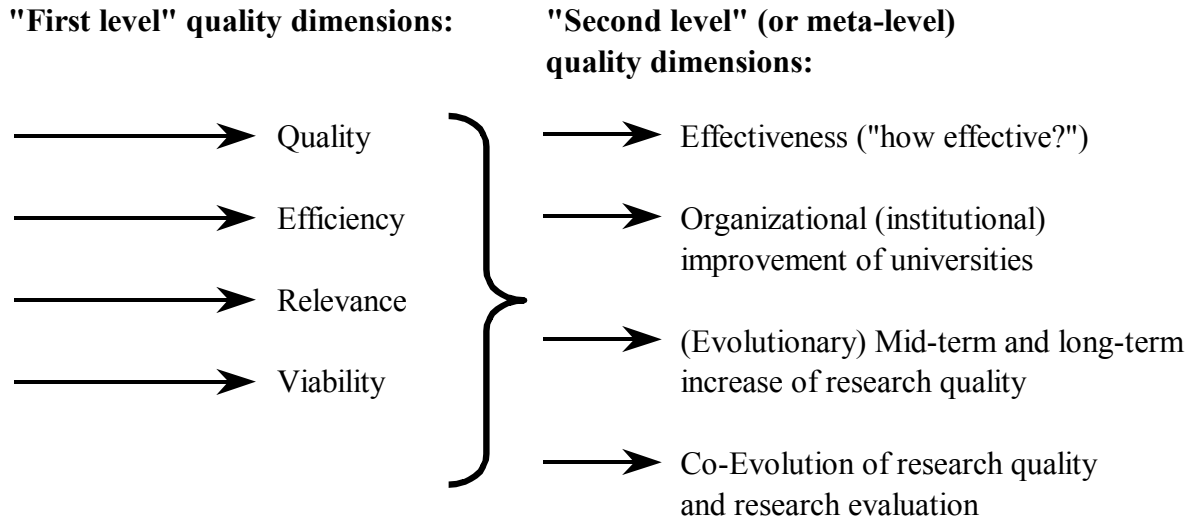 "First level" quality dimensions:
Quality
Efficiency
Relevance
Viability
"Second level" (or meta-level)
quality dimensions:
Effectiveness ("how effective?")
Organizational (institutional)
improvement of universities
(Evolutionary) Mid-term and long-term
increase of research quality
Co-Evolution of research quality
and research evaluation